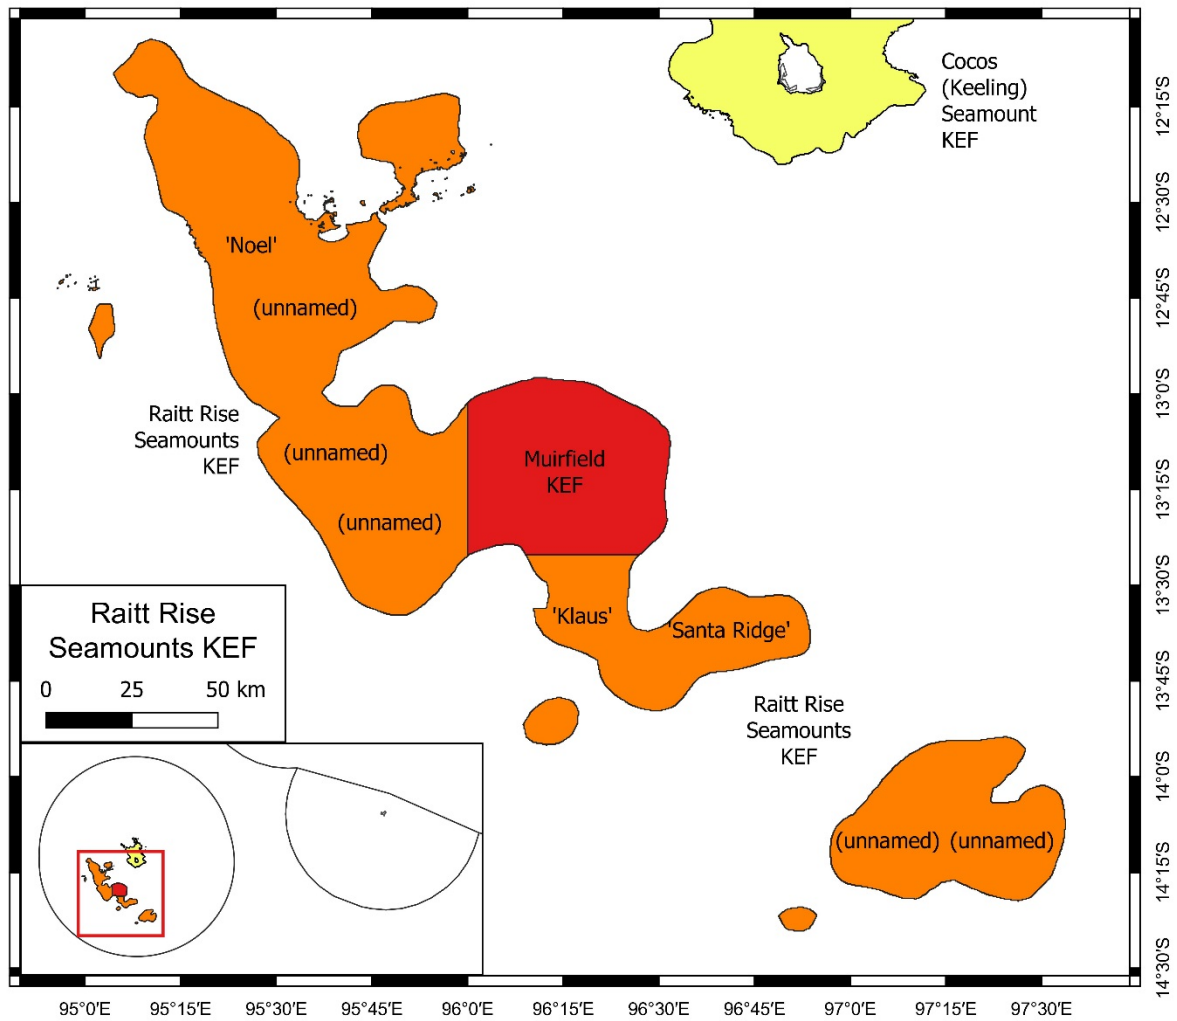 Cocos
(Keeling)
Seamount
KEF
'Noel'
(unnamed)
Raitt Rise
Seamounts
KEF
(unnamed)
(unnamed)
Muirfield
KEF
'Klaus'
'Santa Ridge'
Raitt Rise
Seamounts
KEF
(unnamed) (unnamed)
Raitt Rise
Seamounts KEF
0 25 50 km
12°15'S
12°30'S
12°45'S
13°0'S
13°15'S
13°30'S
13°45'S
14°0'S
14°15'S
14°30'S
95°0'E 95°15'E 95°30'E 95°45'E 96°0'E 96°15'E 96°30'E 96°45'E 97°0'E 97°15'E 97°30'E